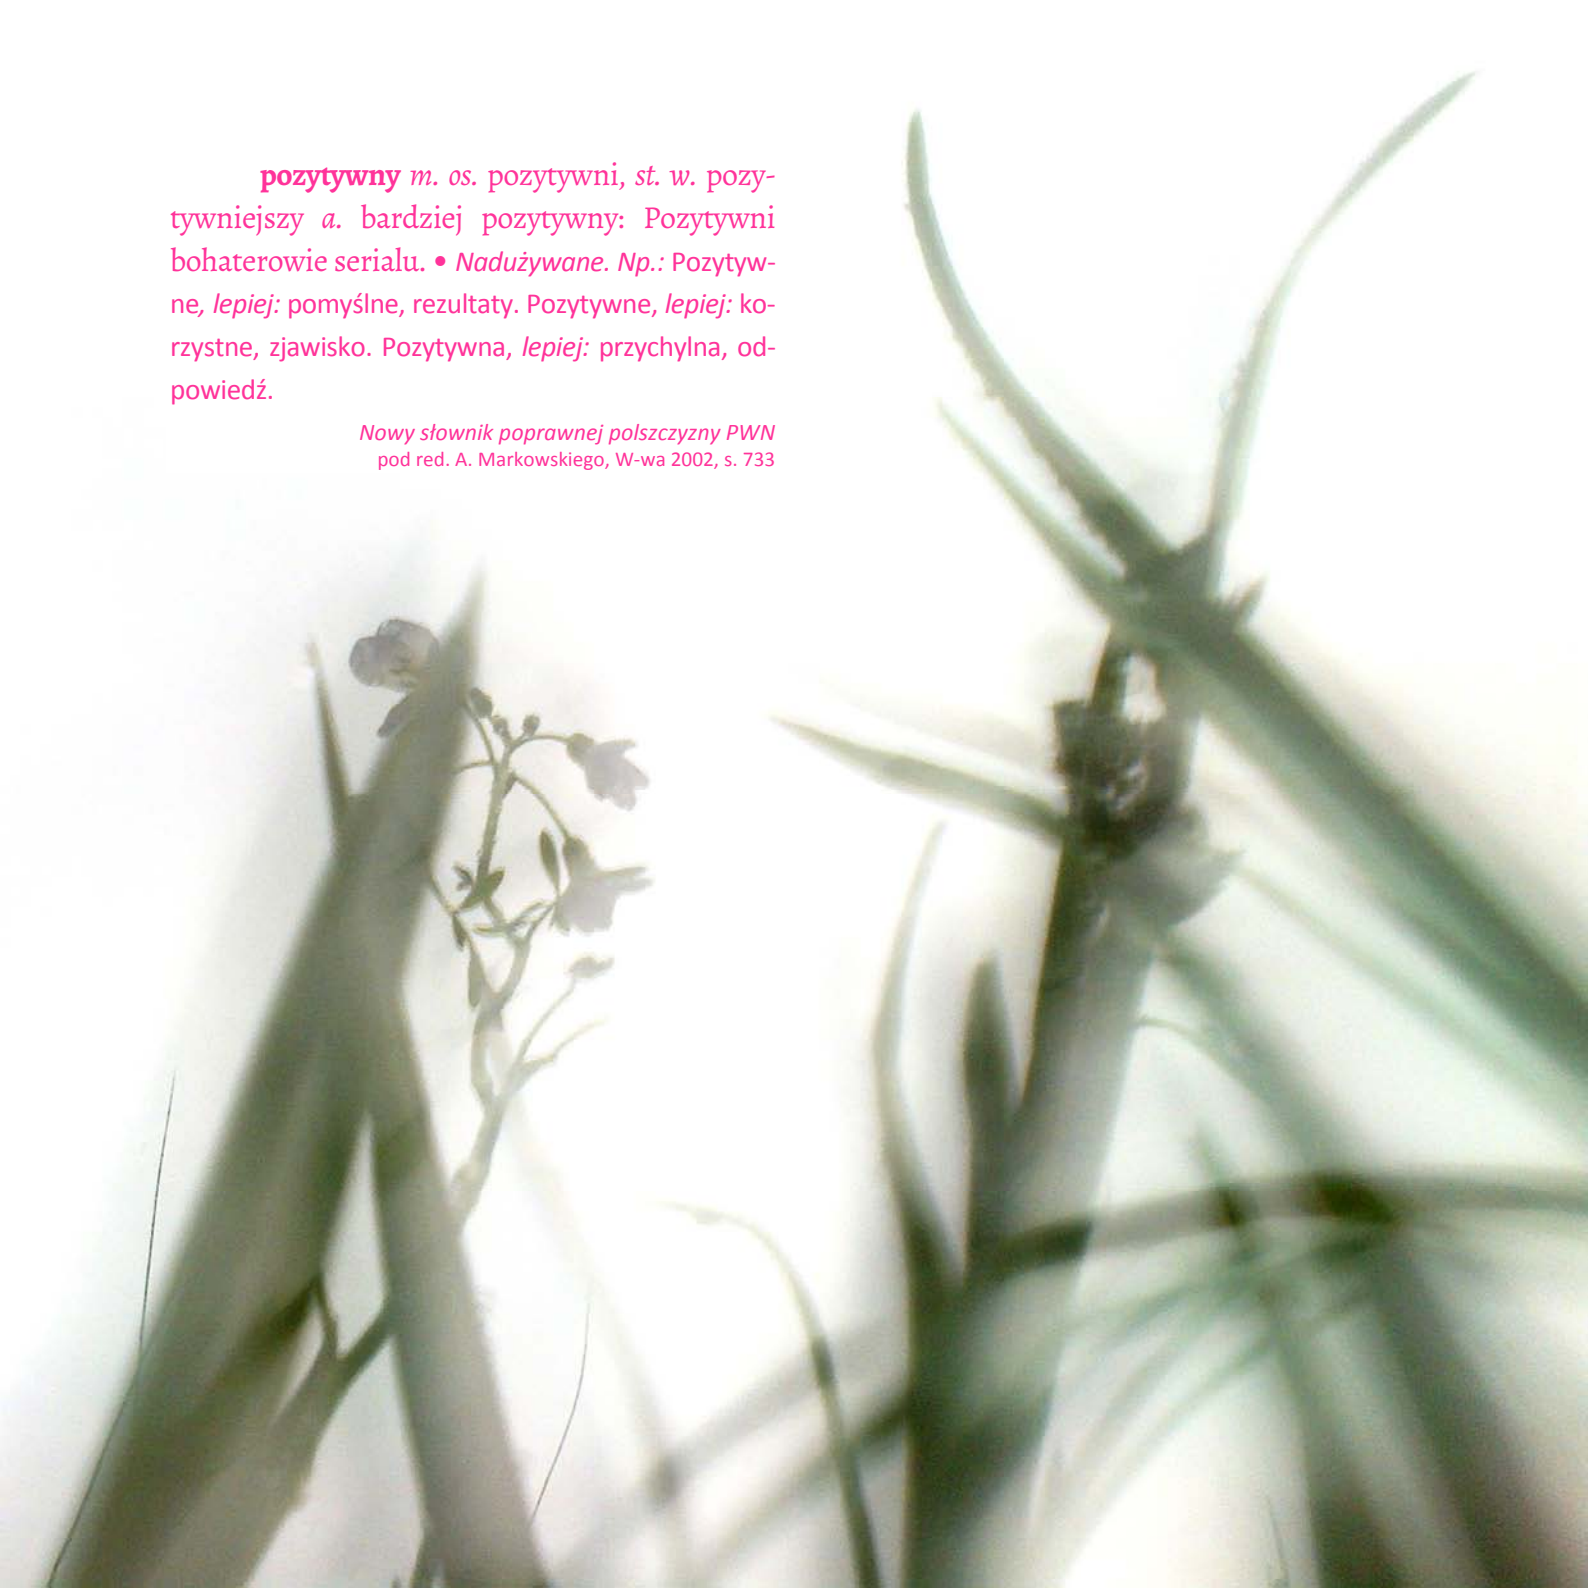 pozytywny m. os. pozytywni, st. w. pozy-
tywniejszy a. bardziej pozytywny: Pozytywni
bohaterowie serialu. • Nadużywane. Np.: Pozytyw-
ne, lepiej: pomyślne, rezultaty. Pozytywne, lepiej: ko-
rzystne, zjawisko. Pozytywna, lepiej: przychylna, od-
powiedź.
Nowy słownik poprawnej polszczyzny PWN
pod red. A. Markowskiego, W-wa 2002, s. 733